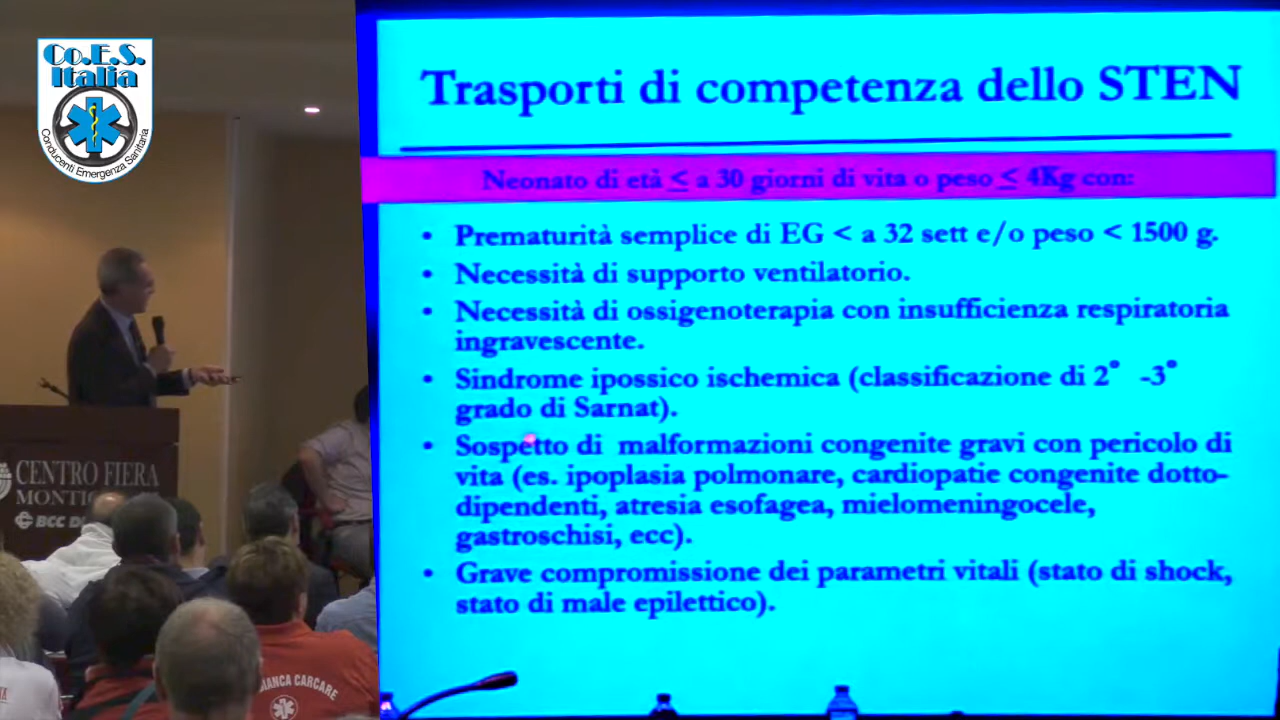 Co.E.S.
Italia
Conducenti Emergenza Sanitaria
Trasporti di competenza dello STEN
Neonato di età ≤ a 30 giorni di vita o peso ≤ 4Kg con:
• Prematurità semplice di EG < a 32 sett e/o peso < 1500 g.
• Necessità di supporto ventilatorio.
• Necessità di ossigenoterapia con insufficienza respiratoria
ingravescente.
• Sindrome ipossico ischemica (classificazione di 2° -3°
grado di Sarnat).
• Sospetto di malformazioni congenite gravi con pericolo di
vita (es. ipoplasia polmonare, cardiopatie congenite dotto-
dipendenti, atresia esofagea, mielomeningocele,
gastroschisi, ecc).
• Grave compromissione dei parametri vitali (stato di shock,
stato di male epilettico).
CENTRO FIERA
BCC
CARCARE